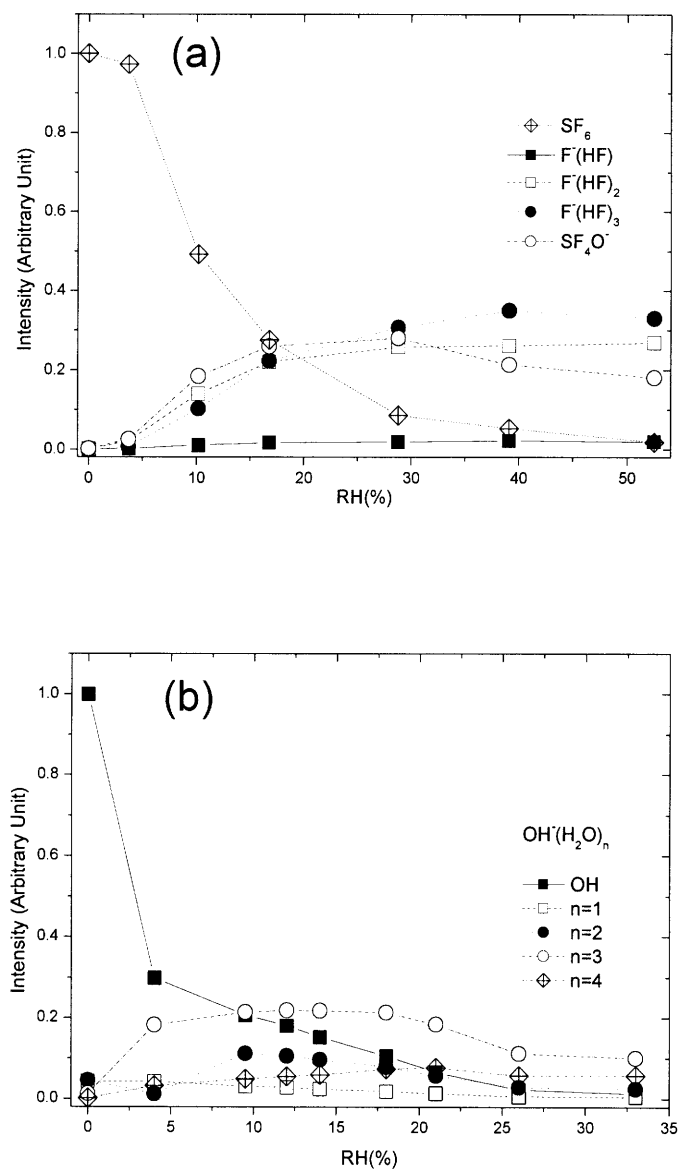 (a)
1.0
0.8
0.6
0.4
0.2
0.0
Intensity (Arbitrary Unit)
SF₆
F⁻(HF)
F⁻(HF)₂
F⁻(HF)₃
SF₄O⁻
0 10 20 30 40 50
RH(%)
(b)
1.0
0.8
0.6
0.4
0.2
0.0
Intensity (Arbitrary Unit)
OH⁻(H₂O)ₙ
OH
n=1
n=2
n=3
n=4
0 5 10 15 20 25 30 35
RH(%)